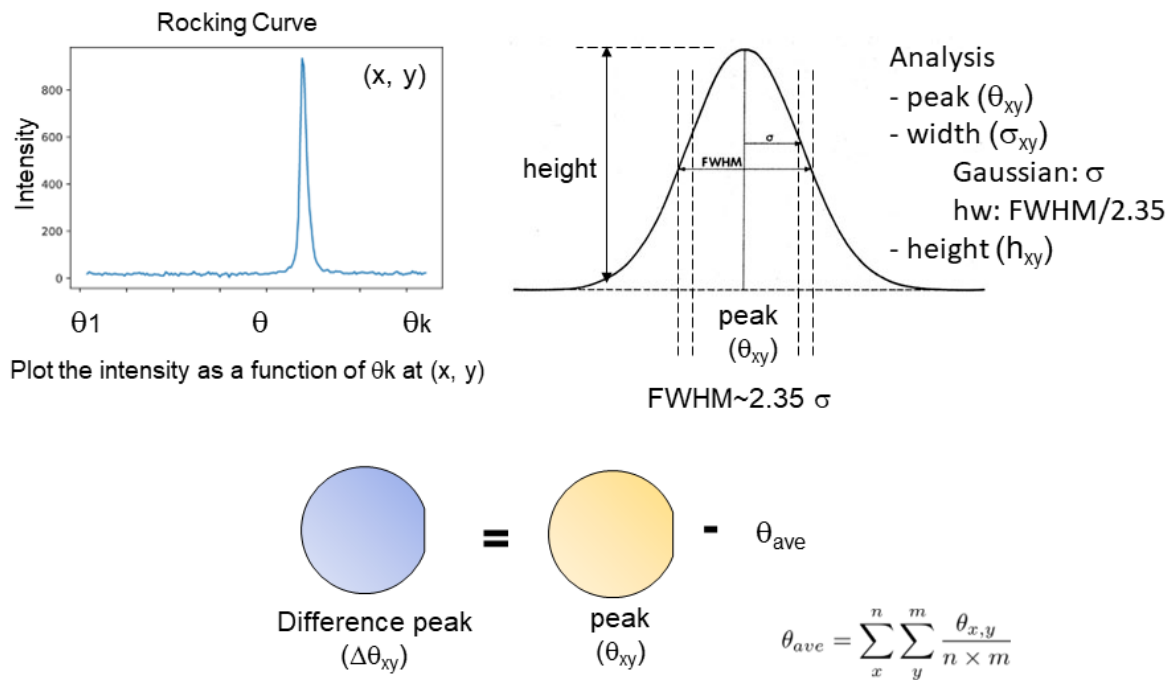 Rocking Curve
(x, y)
800
600
400
200
0
Intensity
θ1
θ
θk
Plot the intensity as a function of θk at (x, y)
height
σ
FWHM
peak
(θxy)
FWHM~2.35 σ
Analysis
- peak (θxy)
- width (σxy)
Gaussian: σ
hw: FWHM/2.35
- height (hxy)
= - θave
Difference peak
(Δθxy)
peak
(θxy)
θave = ∑x^n ∑y^m θx,y / n × m